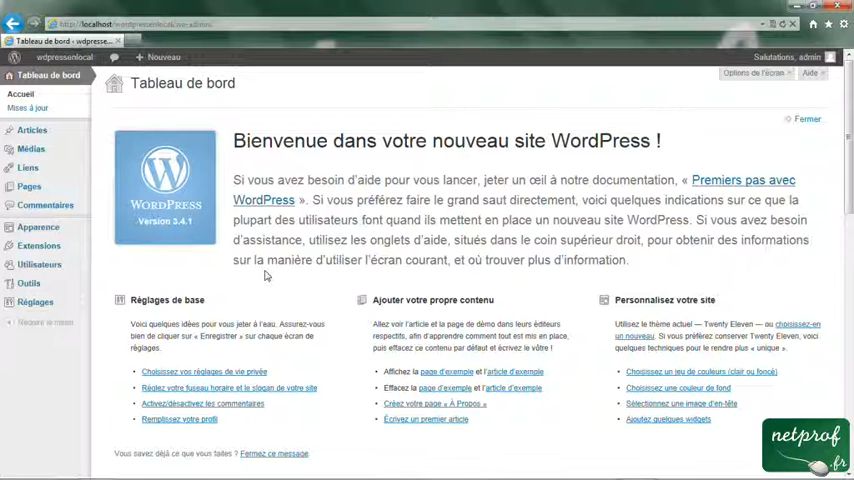 http://localhost/wordpressenlocal/wp-admin/
Tableau de bord ‹ wdpresse...
wdpressenlocal
Nouveau
Salutations, admin
Tableau de bord
Accueil
Mises à jour
Articles
Médias
Liens
Pages
Commentaires
Apparence
Extensions
Utilisateurs
Outils
Réglages
Réduire le menu
Tableau de bord
Options de l'écran
Aide
Fermer
WORDPRESS
Version 3.4.1
Bienvenue dans votre nouveau site WordPress !
Si vous avez besoin d'aide pour vous lancer, jeter un œil à notre documentation, « Premiers pas avec
WordPress ». Si vous préférez faire le grand saut directement, voici quelques indications sur ce que la
plupart des utilisateurs font quand ils mettent en place un nouveau site WordPress. Si vous avez besoin
d'assistance, utilisez les onglets d'aide, situés dans le coin supérieur droit, pour obtenir des informations
sur la manière d'utiliser l'écran courant, et où trouver plus d'information.
Réglages de base
Voici quelques idées pour vous jeter à l'eau. Assurez-vous
bien de cliquer sur « Enregistrer » sur chaque écran de
réglages.
• Choisissez vos réglages de vie privée
• Réglez votre fuseau horaire et le slogan de votre site
• Activez/désactivez les commentaires
• Remplissez votre profil
Ajouter votre propre contenu
Allez voir l'article et la page de démo dans leurs éditeurs
respectifs, afin d'apprendre comment tout est mis en place,
puis effacez ce contenu par défaut et écrivez le vôtre !
• Affichez la page d'exemple et l'article d'exemple
• Effacez la page d'exemple et l'article d'exemple
• Créez votre page « À Propos »
• Écrivez un premier article
Personnalisez votre site
Utilisez le thème actuel — Twenty Eleven — ou choisissez-en
un nouveau. Si vous préférez conserver Twenty Eleven, voici
quelques techniques pour le rendre plus « unique ».
• Choisissez un jeu de couleurs (clair ou foncé)
• Choisissez une couleur de fond
• Sélectionnez une image d'en-tête
• Ajoutez quelques widgets
Vous savez déjà ce que vous faites ? Fermez ce message.
netprof
.fr